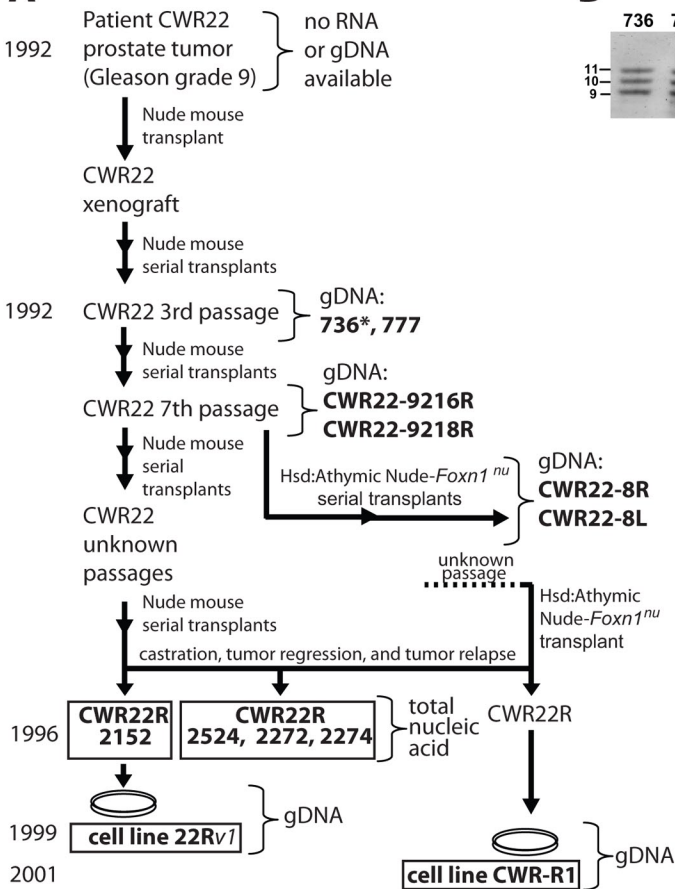 Patient CWR22
prostate tumor
(Gleason grade 9)
no RNA
or gDNA
available
1992
Nude mouse
transplant
CWR22
xenograft
Nude mouse
serial transplants
1992
CWR22 3rd passage
gDNA:
736*, 777
Nude mouse
serial transplants
CWR22 7th passage
gDNA:
CWR22-9216R
CWR22-9218R
Nude mouse
serial
transplants
Hsd:Athymic Nude-Foxn1 nu
serial transplants
gDNA:
CWR22-8R
CWR22-8L
CWR22
unknown
passages
unknown
passage
Hsd:Athymic
Nude-Foxn1nu
transplant
Nude mouse
serial transplants
castration, tumor regression, and tumor relapse
1996
CWR22R
2152
CWR22R
2524, 2272, 2274
total
nucleic
acid
CWR22R
1999
cell line 22Rv1
gDNA
2001
cell line CWR-R1
gDNA
736
11
10
9